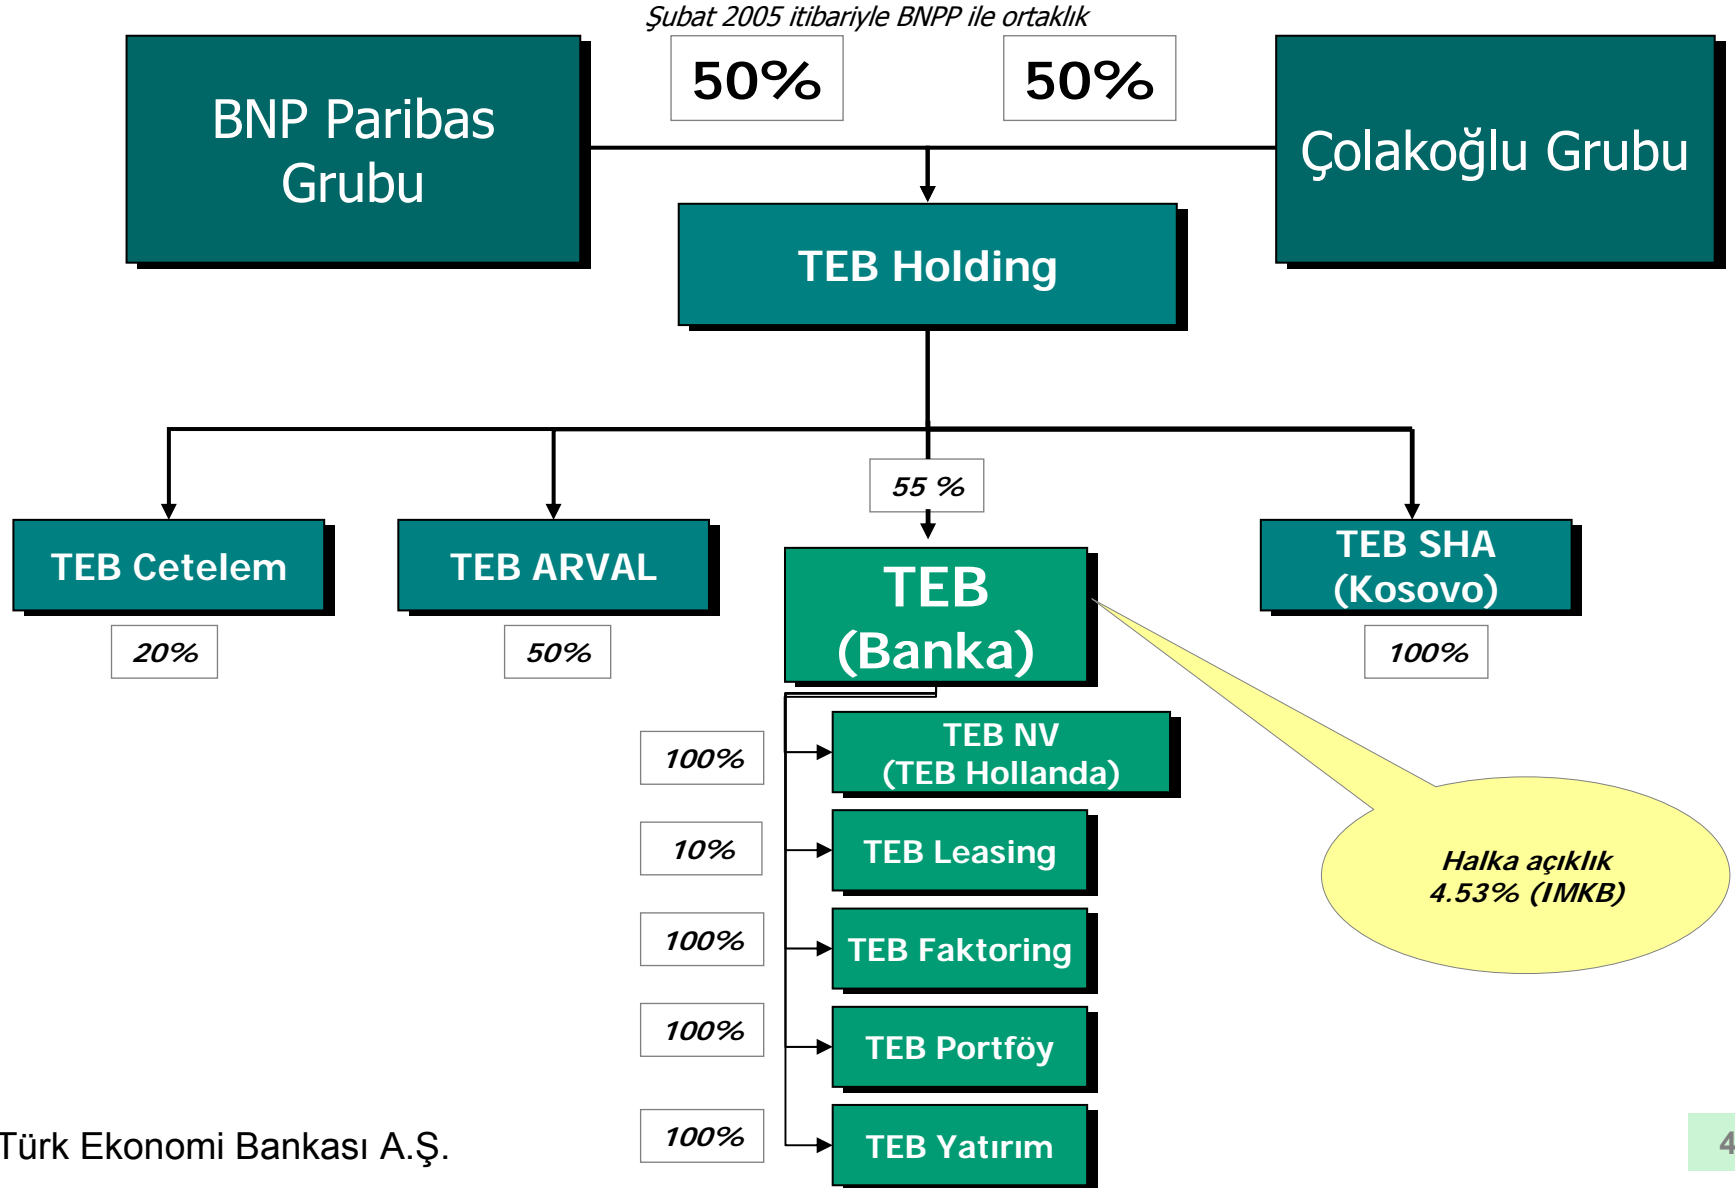 Şubat 2005 itibariyle BNPP ile ortaklık
50%
50%
BNP Paribas
Grubu
Çolakoğlu Grubu
TEB Holding
55 %
TEB Cetelem
TEB ARVAL
TEB
(Banka)
TEB SHA
(Kosovo)
20%
50%
100%
100%
TEB NV
(TEB Hollanda)
10%
TEB Leasing
Halka açıklık
4.53% (IMKB)
100%
TEB Faktoring
100%
TEB Portföy
100%
TEB Yatırım
Türk Ekonomi Bankası A.Ş.
4